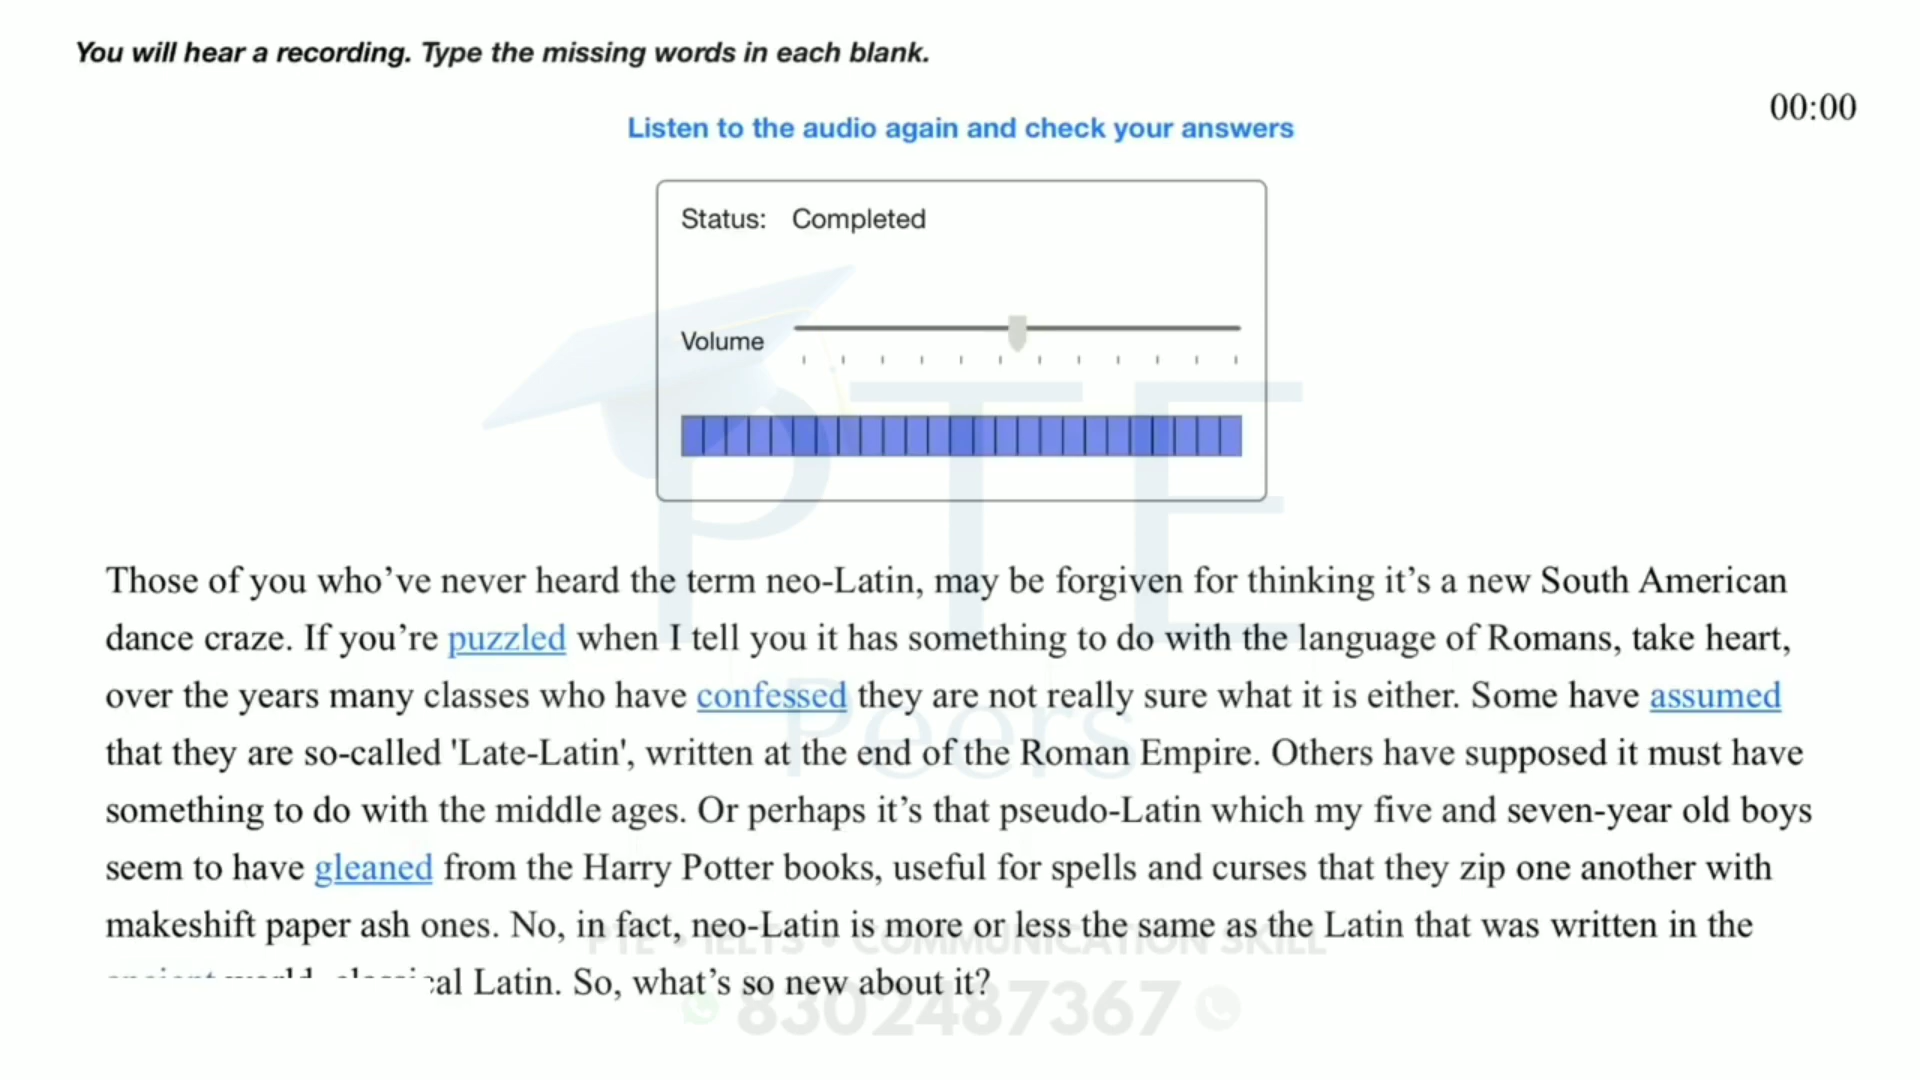 You will hear a recording. Type the missing words in each blank.
00:00
Listen to the audio again and check your answers
Status: Completed
Volume
Those of you who’ve never heard the term neo-Latin, may be forgiven for thinking it’s a new South American
dance craze. If you’re puzzled when I tell you it has something to do with the language of Romans, take heart,
over the years many classes who have confessed they are not really sure what it is either. Some have assumed
that they are so-called 'Late-Latin', written at the end of the Roman Empire. Others have supposed it must have
something to do with the middle ages. Or perhaps it’s that pseudo-Latin which my five and seven-year old boys
seem to have gleaned from the Harry Potter books, useful for spells and curses that they zip one another with
makeshift paper ash ones. No, in fact, neo-Latin is more or less the same as the Latin that was written in the
Latin. So, what’s so new about it?
PTE
Peers
PTE • IELTS • COMMUNICATION SKILL
8302487367